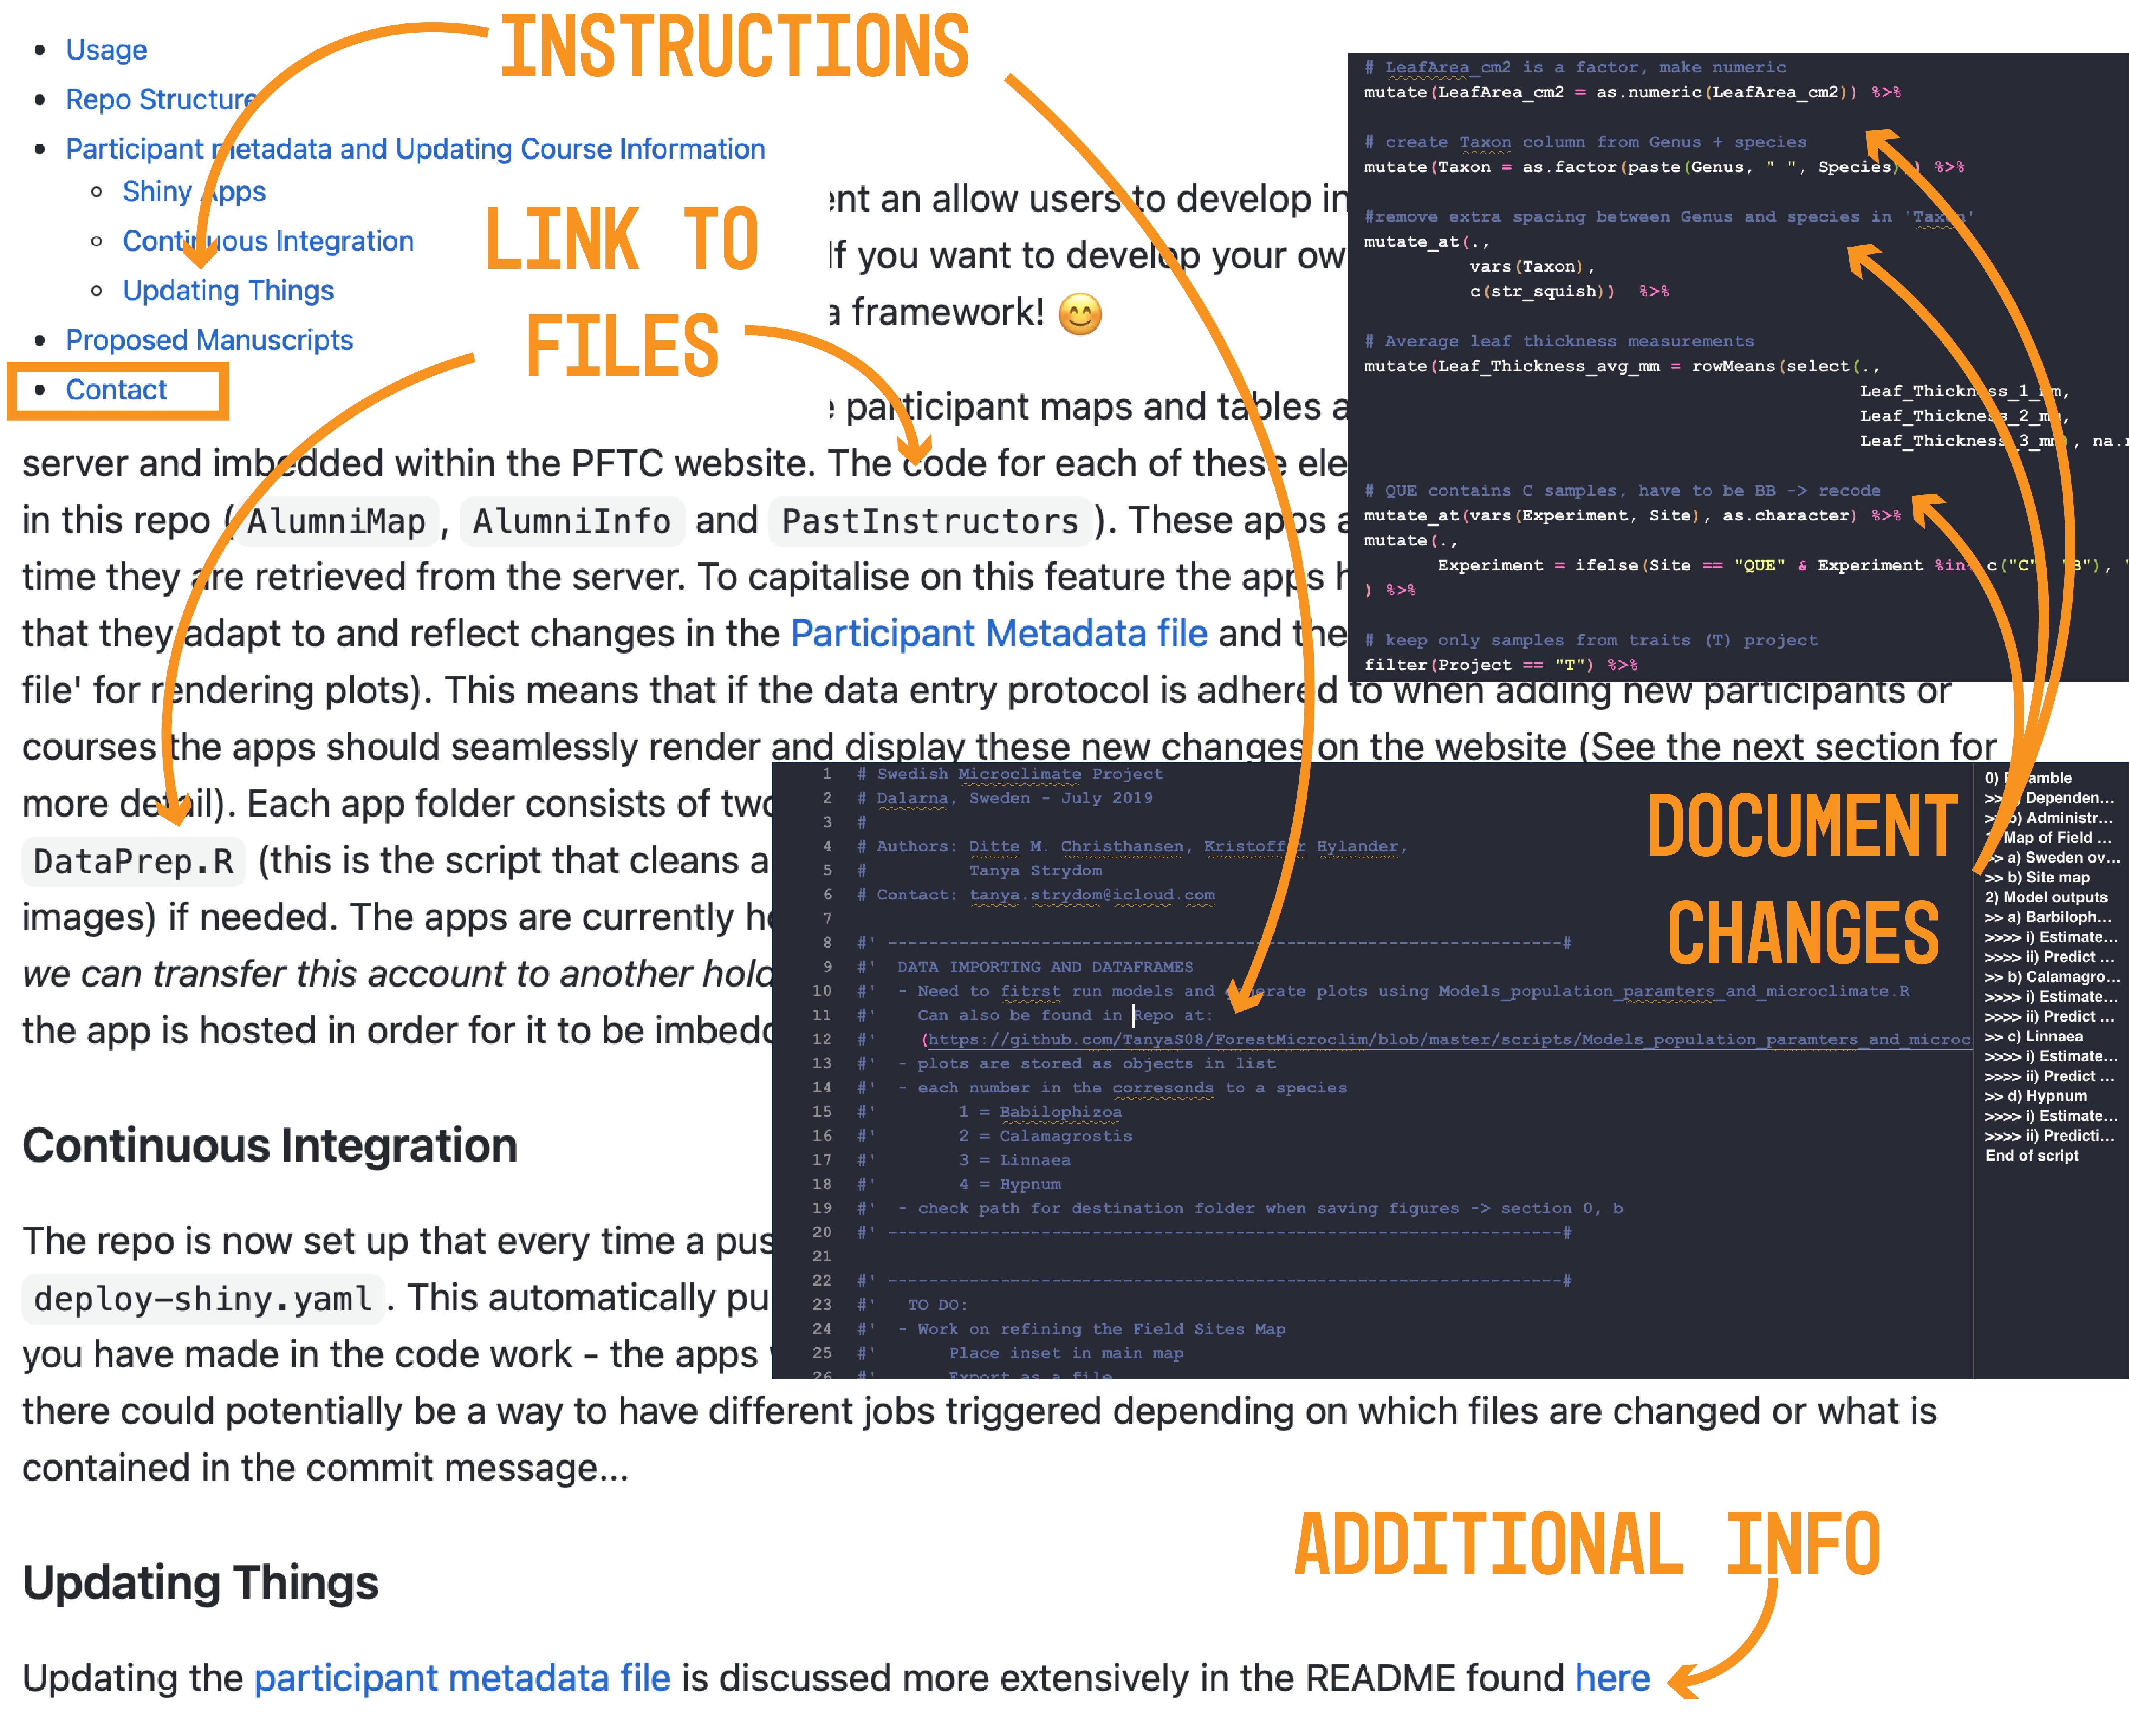 INSTRUCTIONS
Usage
Repo Structure
Participant metadata and Updating Course Information
Shiny Apps
Continuous Integration
Updating Things
Proposed Manuscripts
Contact
LINK TO
FILES
ent an allow users to develop in
If you want to develop your ow
a framework! 😊
e participant maps and tables a
server and imbedded within the PFTC website. The code for each of these ele
in this repo ( AlumniMap , AlumniInfo and PastInstructors ). These apps a
time they are retrieved from the server. To capitalise on this feature the apps h
that they adapt to and reflect changes in the Participant Metadata file and the
file' for rendering plots). This means that if the data entry protocol is adhered to when adding new participants or
courses the apps should seamlessly render and display these new changes on the website (See the next section for
more detail). Each app folder consists of two
DataPrep.R (this is the script that cleans a
images) if needed. The apps are currently he
we can transfer this account to another hold
the app is hosted in order for it to be imbedd
Continuous Integration
The repo is now set up that every time a pus
deploy-shiny.yaml . This automatically pu
you have made in the code work - the apps
there could potentially be a way to have different jobs triggered depending on which files are changed or what is
contained in the commit message...
Updating Things
Updating the participant metadata file is discussed more extensively in the README found here
# LeafArea_cm2 is a factor, make numeric
mutate(LeafArea_cm2 = as.numeric(LeafArea_cm2)) %>%
# create Taxon column from Genus + species
mutate(Taxon = as.factor(paste(Genus, " ", Species))) %>%
#remove extra spacing between Genus and species in 'Taxon'
mutate_at(.,
vars(Taxon),
c(str_squish)) %>%
# Average leaf thickness measurements
mutate(Leaf_Thickness_avg_mm = rowMeans(select(.,
Leaf_Thickness_1_mm,
Leaf_Thickness_2_mm,
Leaf_Thickness_3_mm), na.r
# QUE contains C samples, have to be BB -> recode
mutate_at(vars(Experiment, Site), as.character) %>%
mutate(.,
Experiment = ifelse(Site == "QUE" & Experiment %in% c("C", "B"), "
) %>%
# keep only samples from traits (T) project
filter(Project == "T") %>%
1 # Swedish Microclimate Project
2 # Dalarna, Sweden - July 2019
3 #
4 # Authors: Ditte M. Christhansen, Kristoffer Hylander,
5 # Tanya Strydom
6 # Contact: tanya.strydom@icloud.com
7
8 #' ------------------------------------------------------------------#
9 #' DATA IMPORTING AND DATAFRAMES
10 #' - Need to fitrst run models and generate plots using Models_population_paramters_and_microclimate.R
11 #' Can also be found in Repo at:
12 #' (https://github.com/TanyaS08/ForestMicroclim/blob/master/scripts/Models_population_paramters_and_microc
13 #' - plots are stored as objects in list
14 #' - each number in the corresonds to a species
15 #' 1 = Babilophizoa
16 #' 2 = Calamagrostis
17 #' 3 = Linnaea
18 #' 4 = Hypnum
19 #' - check path for destination folder when saving figures -> section 0, b
20 #' ------------------------------------------------------------------#
21
22 #' ------------------------------------------------------------------#
23 #' TO DO:
24 #' - Work on refining the Field Sites Map
25 #' Place inset in main map
26 #' Export as a file
DOCUMENT
CHANGES
0) Preamble
>> Dependen...
>> b) Administr...
Map of Field ...
>> a) Sweden ov...
>> b) Site map
2) Model outputs
>> a) Barbiloph...
>>>> i) Estimate...
>>>> ii) Predict ...
>> b) Calamagro...
>>>> i) Estimate...
>>>> ii) Predict ...
>> c) Linnaea
>>>> i) Estimate...
>>>> ii) Predict ...
>> d) Hypnum
>>>> i) Estimate...
>>>> ii) Predicti...
End of script
ADDITIONAL INFO